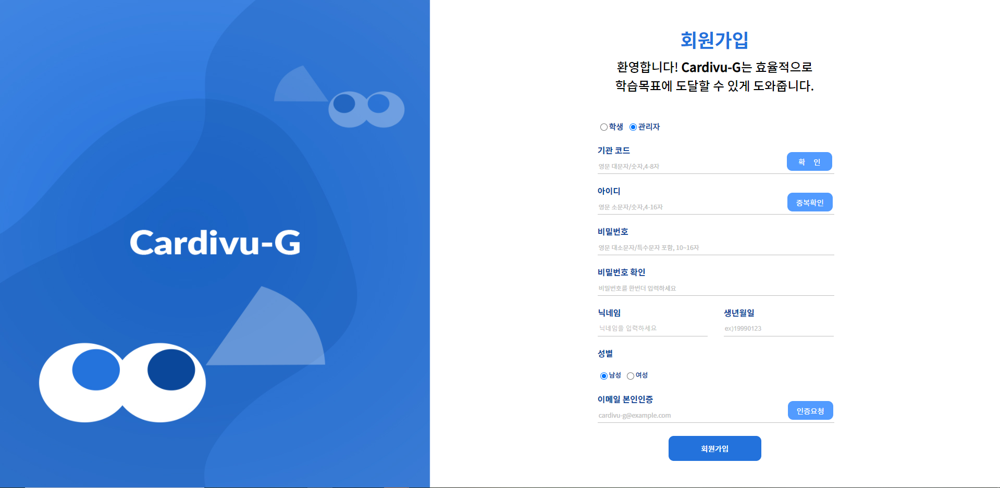 Cardivu-G
회원가입
환영합니다! Cardivu-G는 효율적으로
학습목표에 도달할 수 있게 도와줍니다.
학생 관리자
기관 코드
영문 대문자/숫자,4-8자
확 인
아이디
영문 소문자/숫자,4-16자
중복확인
비밀번호
영문 대소문자/특수문자 포함, 10~16자
비밀번호 확인
비밀번호를 한번더 입력하세요
닉네임 생년월일
닉네임을 입력하세요 ex)19990123
성별
남성 여성
이메일 본인인증
cardivu-g@example.com
인증요청
회원가입